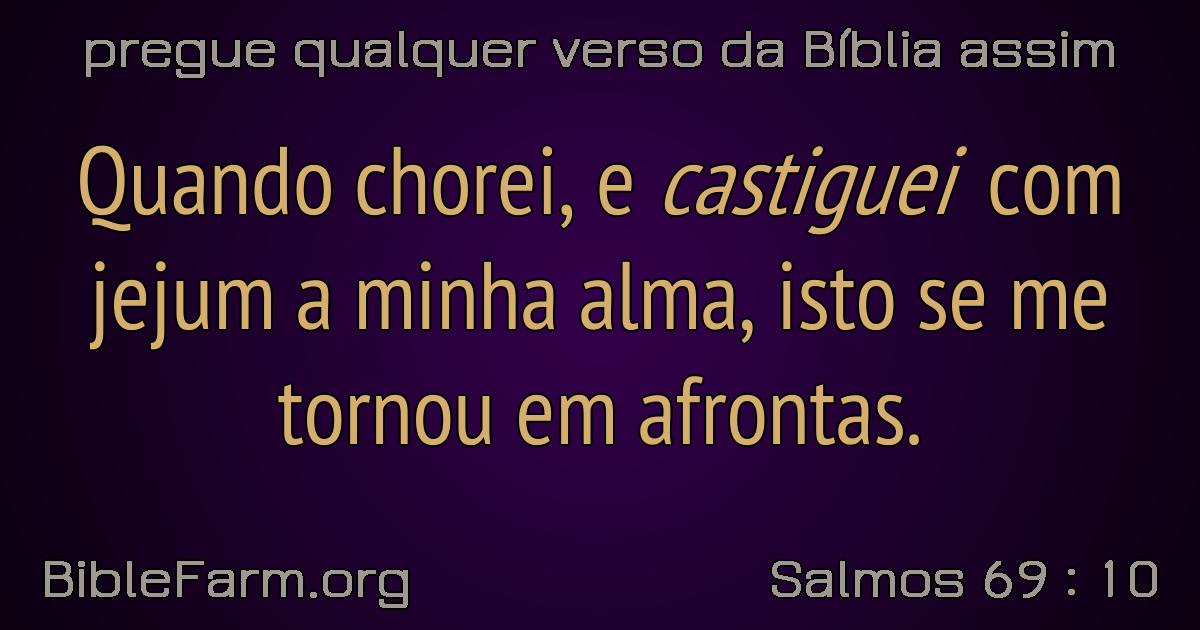 pregue qualquer verso da Bíblia assim
Quando chorei, e castiguei com
jejum a minha alma, isto se me
tornou em afrontas.
BibleFarm.org
Salmos 69 : 10